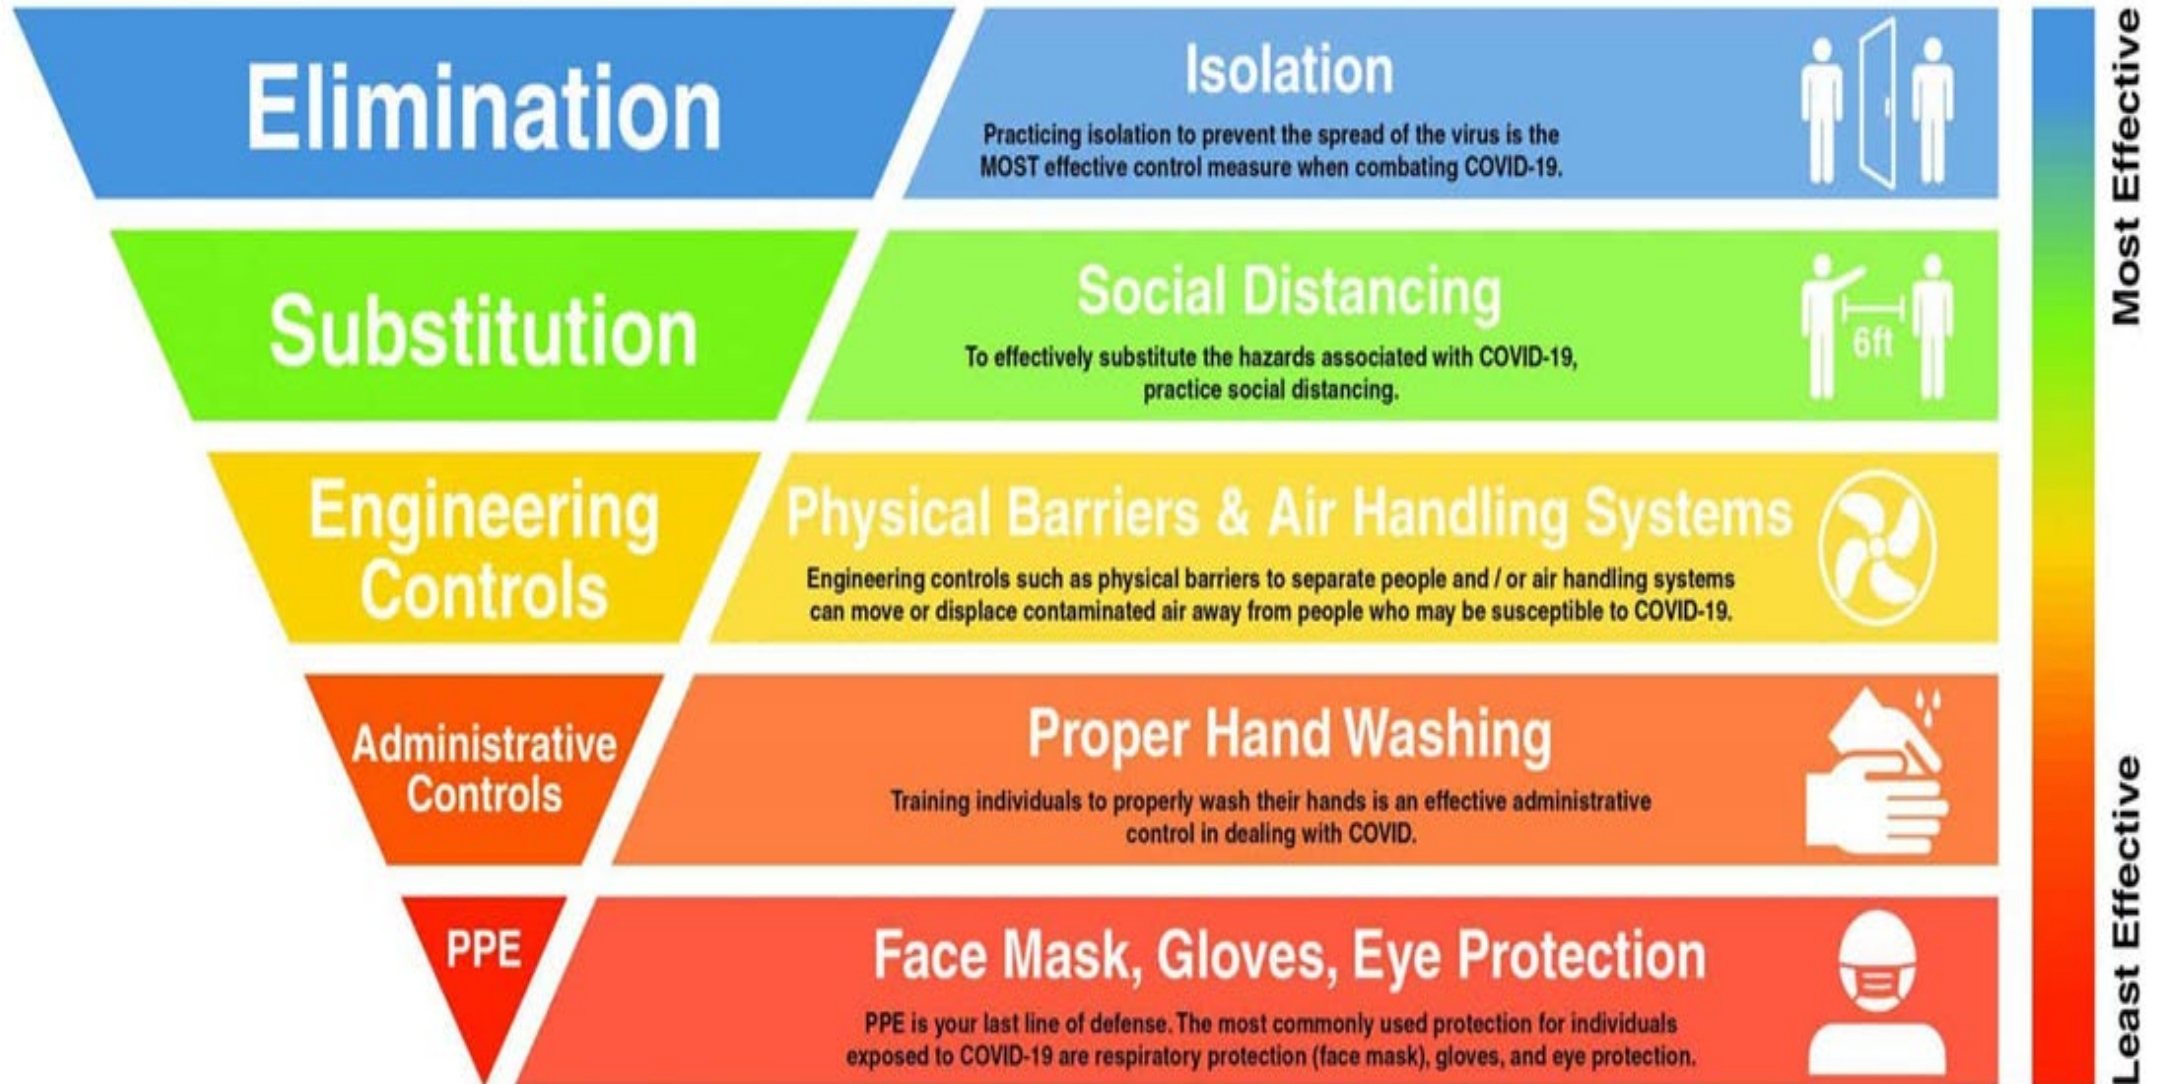 Elimination
Isolation
Practicing isolation to prevent the spread of the virus is the
MOST effective control measure when combating COVID-19.
Substitution
Social Distancing
To effectively substitute the hazards associated with COVID-19,
practice social distancing.
6ft
Engineering
Controls
Physical Barriers & Air Handling Systems
Engineering controls such as physical barriers to separate people and / or air handling systems
can move or displace contaminated air away from people who may be susceptible to COVID-19.
Administrative
Controls
Proper Hand Washing
Training individuals to properly wash their hands is an effective administrative
control in dealing with COVID.
PPE
Face Mask, Gloves, Eye Protection
PPE is your last line of defense. The most commonly used protection for individuals
exposed to COVID-19 are respiratory protection (face mask), gloves, and eye protection.
Most Effective
Least Effective